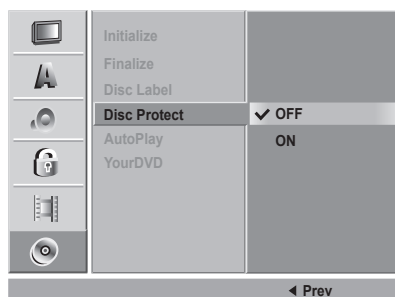 Initialize
Finalize
Disc Label
Disc Protect
✓ OFF
AutoPlay
ON
YourDVD
◀ Prev